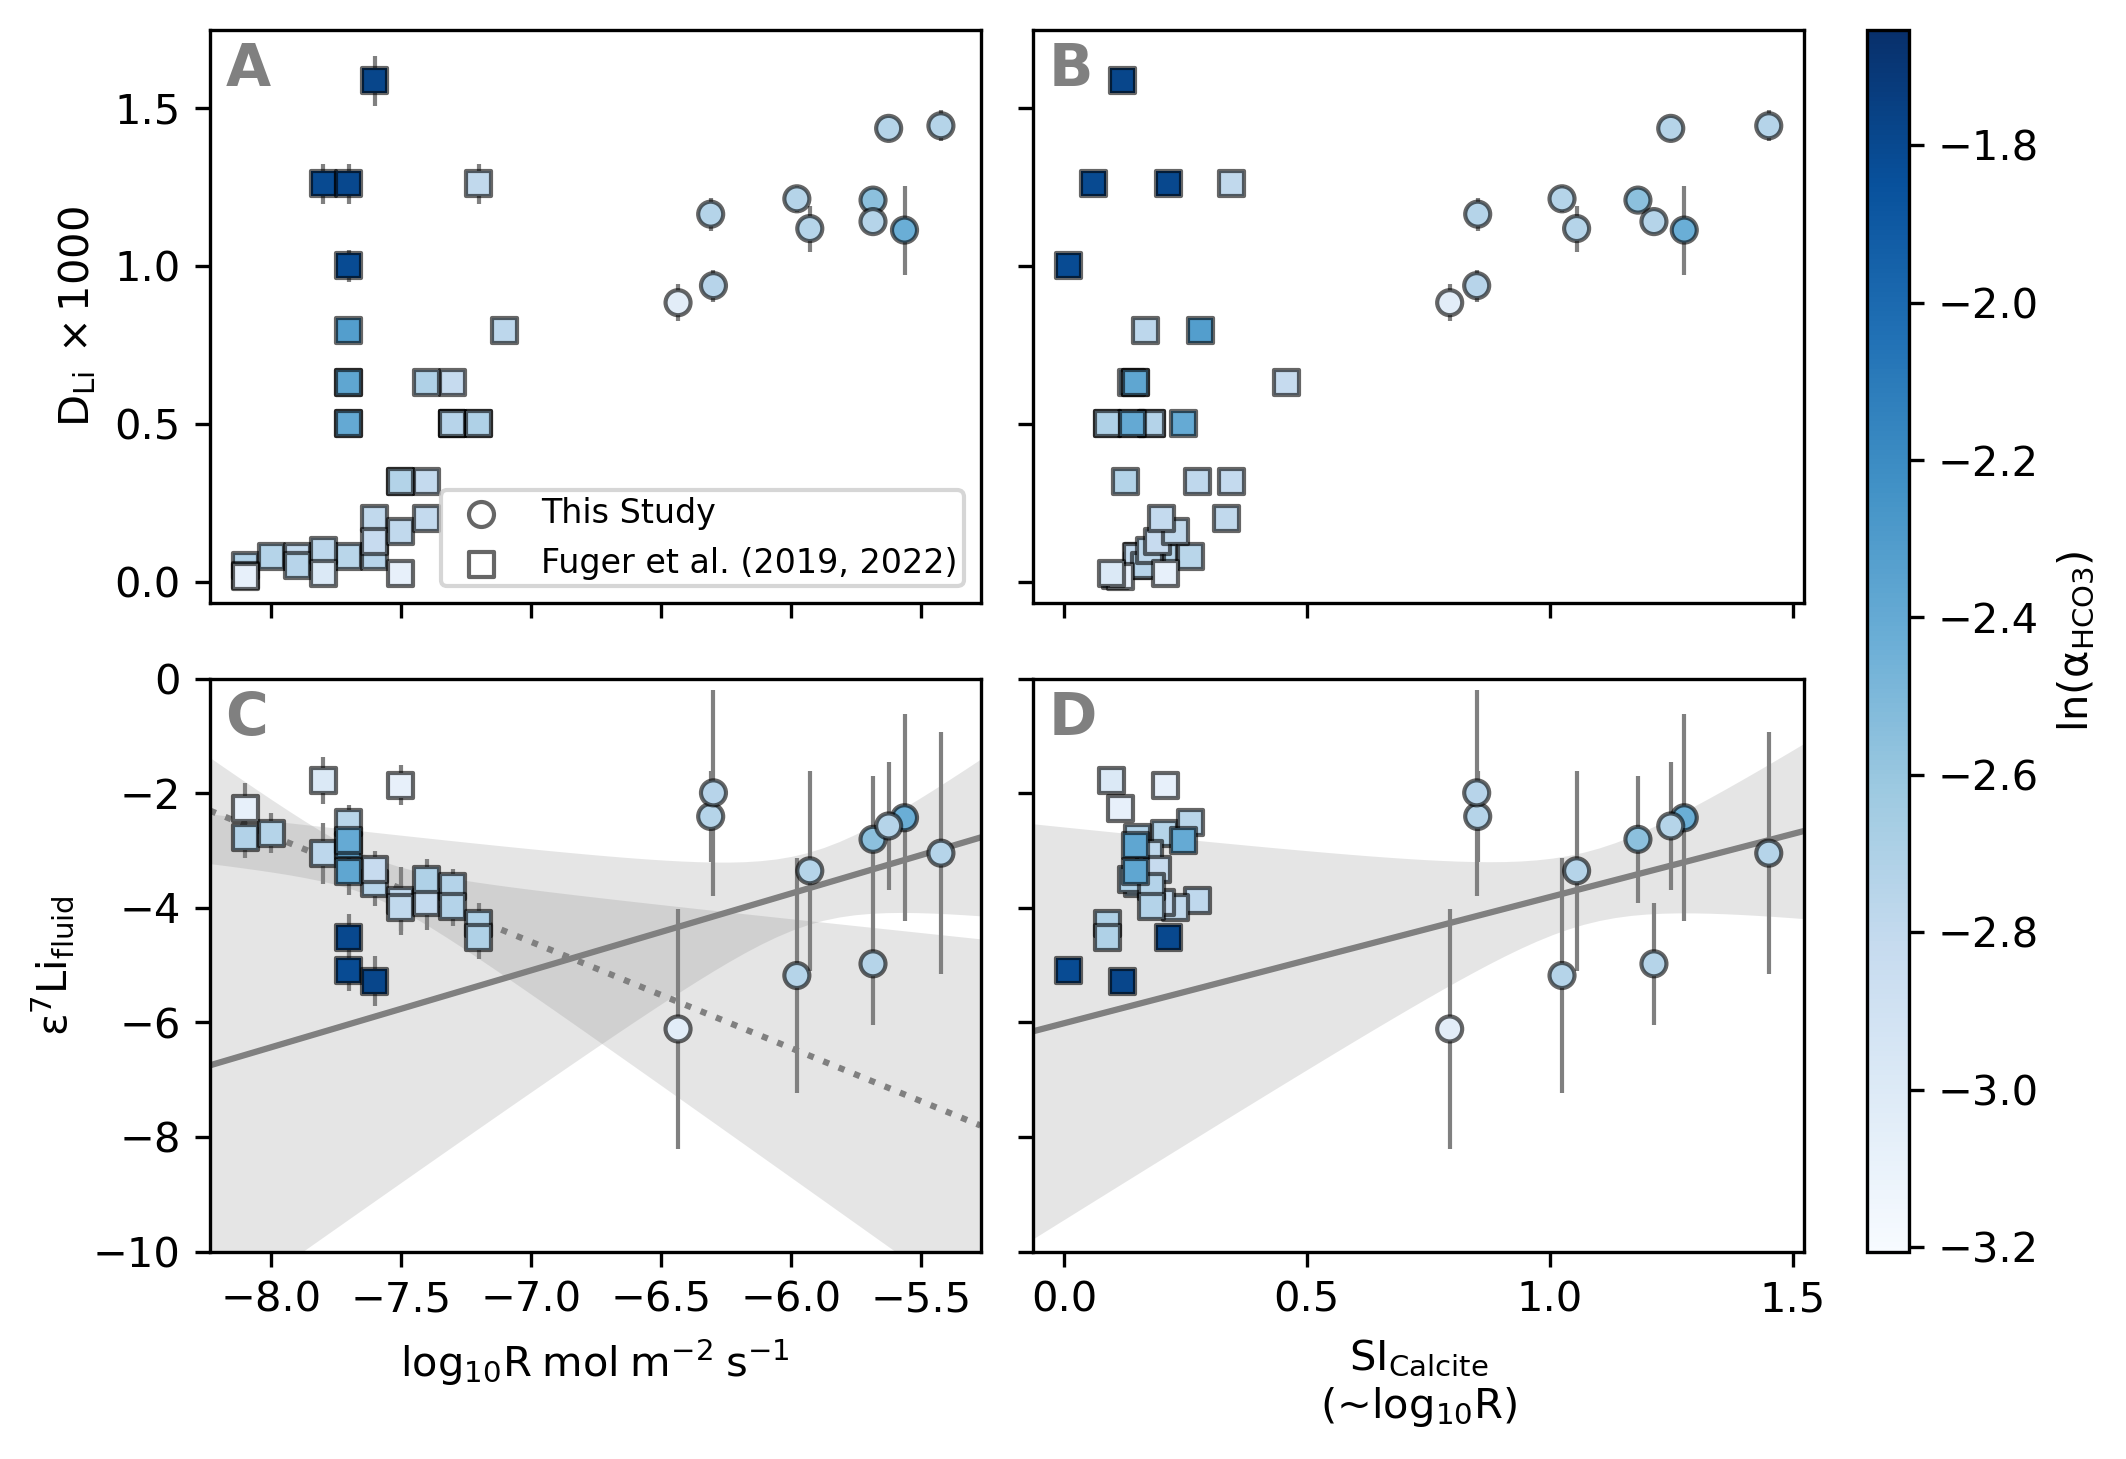 A
B
1.5
1.0
0.5
0.0
D_Li × 1000
This Study
Fuger et al. (2019, 2022)
C
D
0
−2
−4
−6
−8
−10
ε⁷Li_fluid
−8.0 −7.5 −7.0 −6.5 −6.0 −5.5
log₁₀R mol m⁻² s⁻¹
0.0 0.5 1.0 1.5
SI_Calcite
(~log₁₀R)
−1.8
−2.0
−2.2
−2.4
−2.6
−2.8
−3.0
−3.2
ln(α_HCO3)